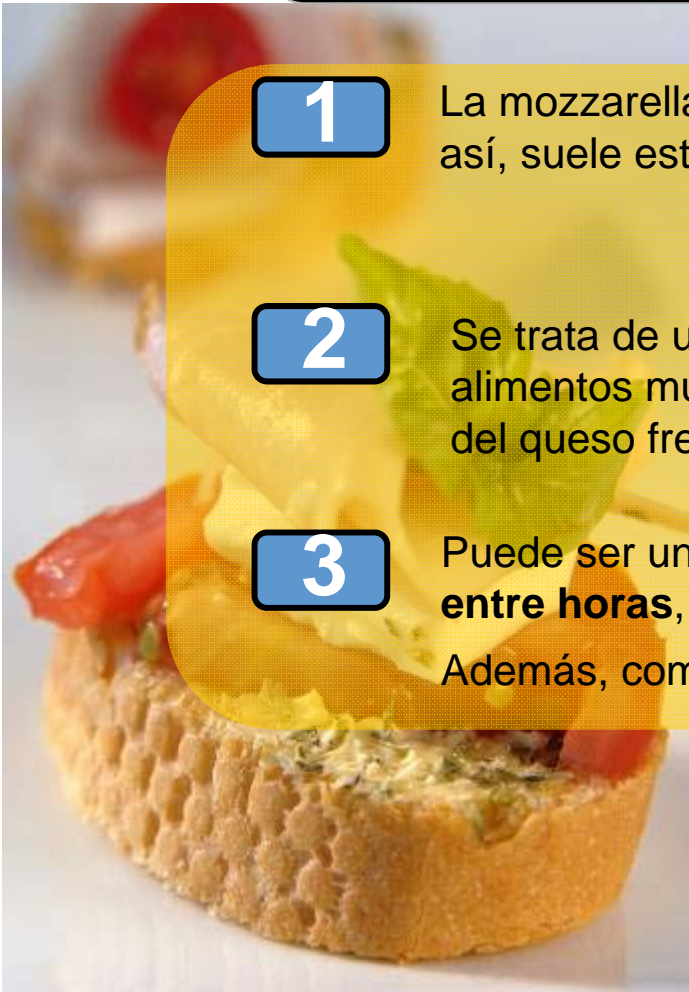 1
La mozzarella
así, suele est
2
Se trata de u
alimentos mu
del queso fre
3
Puede ser un
entre horas,
Además, com